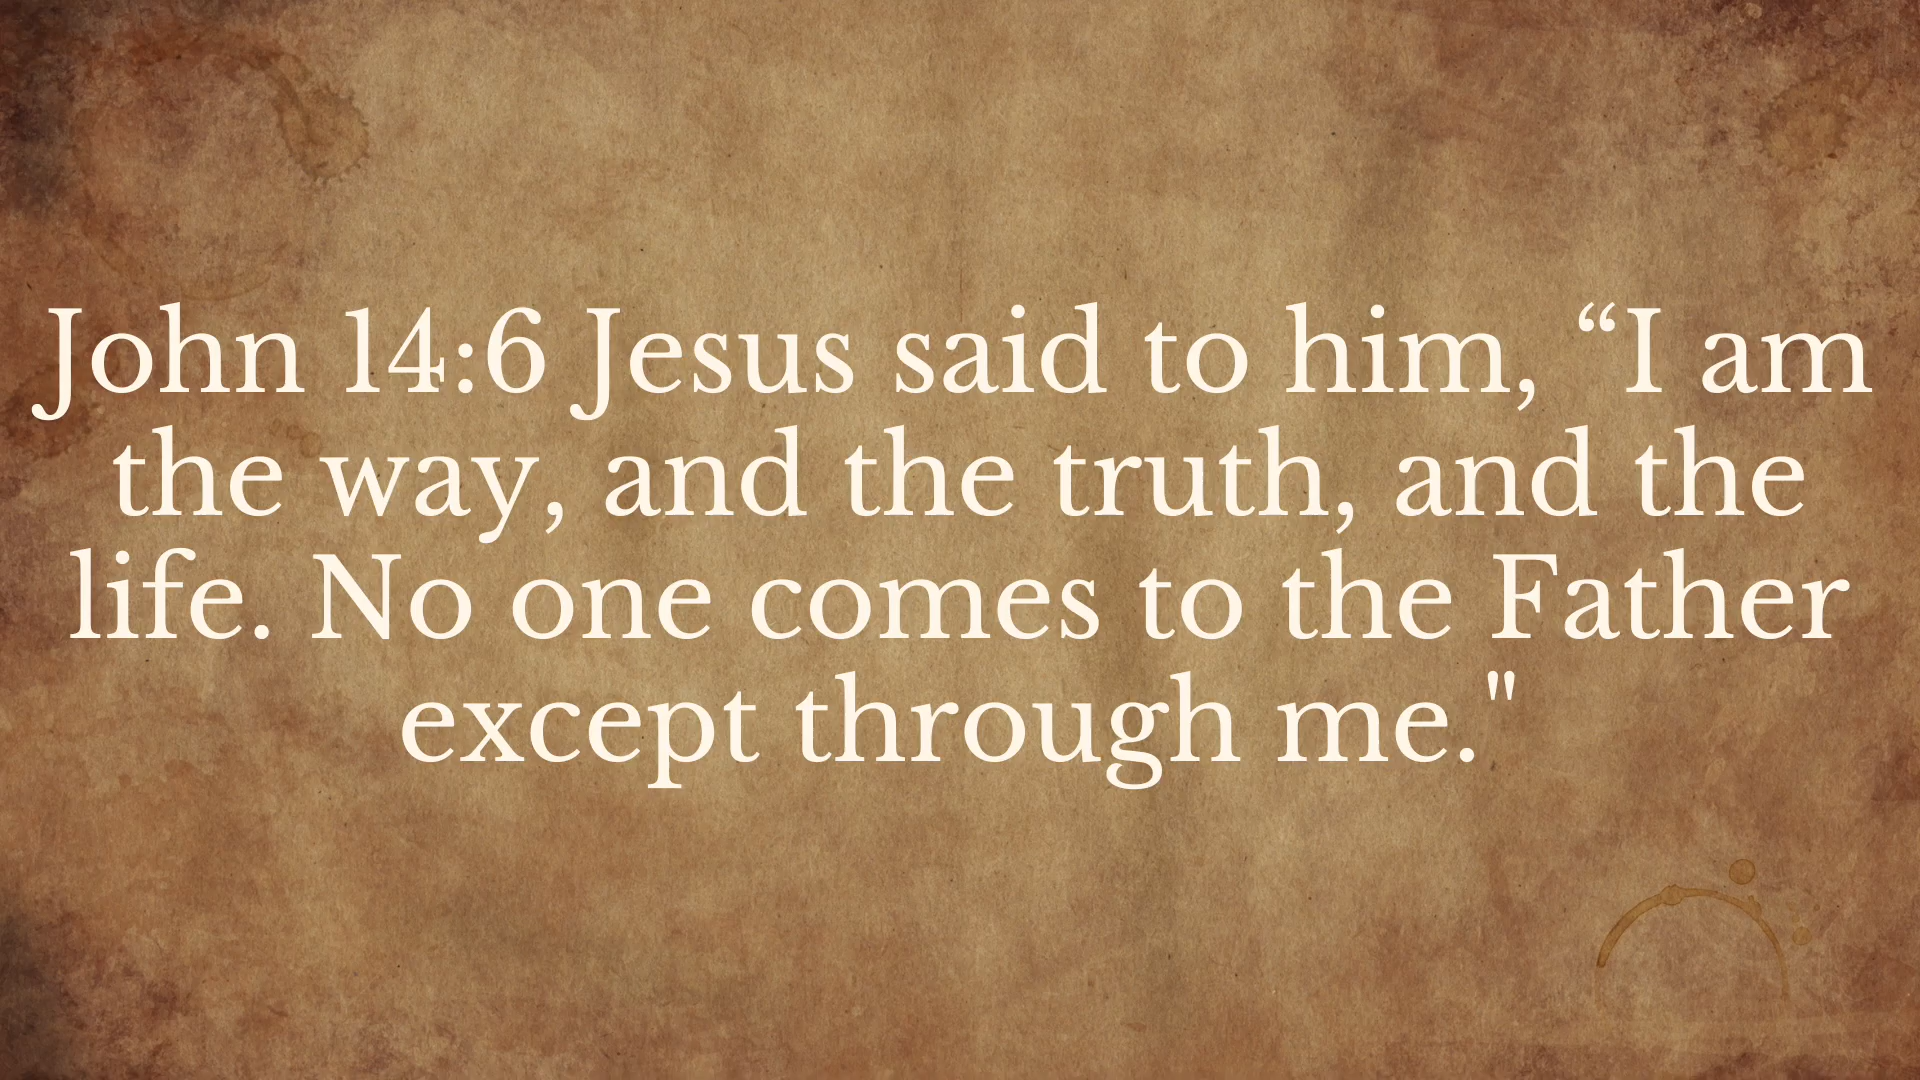 John 14:6 Jesus said to him, “I am
the way, and the truth, and the
life. No one comes to the Father
except through me."